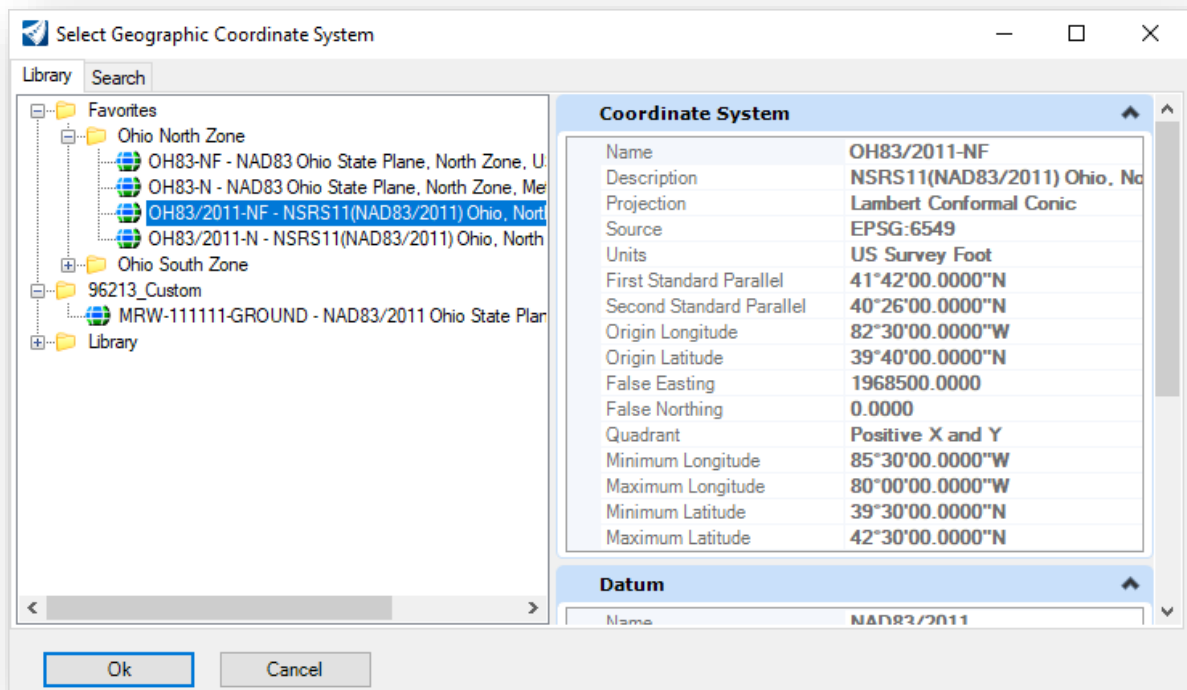 Select Geographic Coordinate System
Library Search
Favorites
Ohio North Zone
OH83-NF - NAD83 Ohio State Plane, North Zone, U
OH83-N - NAD83 Ohio State Plane, North Zone, Me
OH83/2011-NF - NSRS11(NAD83/2011) Ohio, Nort
OH83/2011-N - NSRS11(NAD83/2011) Ohio, North
Ohio South Zone
96213_Custom
MRW-111111-GROUND - NAD83/2011 Ohio State Plan
Library
Coordinate System
Name OH83/2011-NF
Description NSRS11(NAD83/2011) Ohio, No
Projection Lambert Conformal Conic
Source EPSG:6549
Units US Survey Foot
First Standard Parallel 41°42'00.0000"N
Second Standard Parallel 40°26'00.0000"N
Origin Longitude 82°30'00.0000"W
Origin Latitude 39°40'00.0000"N
False Easting 1968500.0000
False Northing 0.0000
Quadrant Positive X and Y
Minimum Longitude 85°30'00.0000"W
Maximum Longitude 80°00'00.0000"W
Minimum Latitude 39°30'00.0000"N
Maximum Latitude 42°30'00.0000"N
Datum
Name NAD83/2011
Ok Cancel